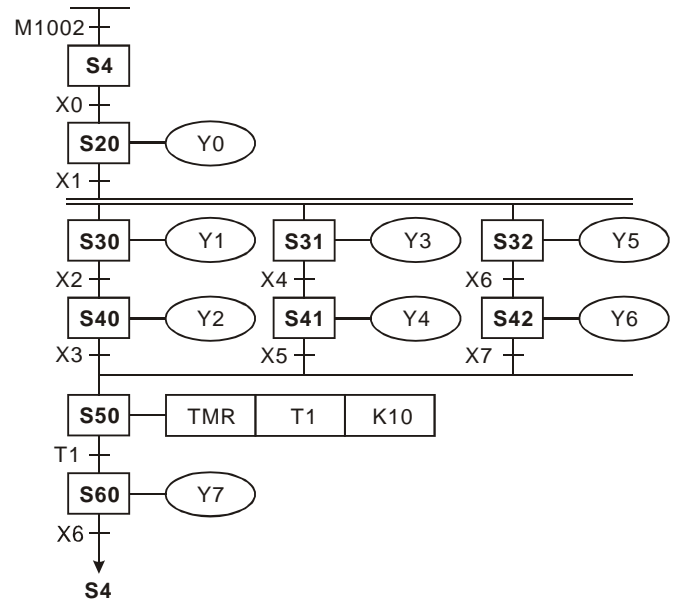 M1002
S4
X0
S20 Y0
X1
S30 Y1 S31 Y3 S32 Y5
X2 X4 X6
S40 Y2 S41 Y4 S42 Y6
X3 X5 X7
S50 TMR T1 K10
T1
S60 Y7
X6
S4